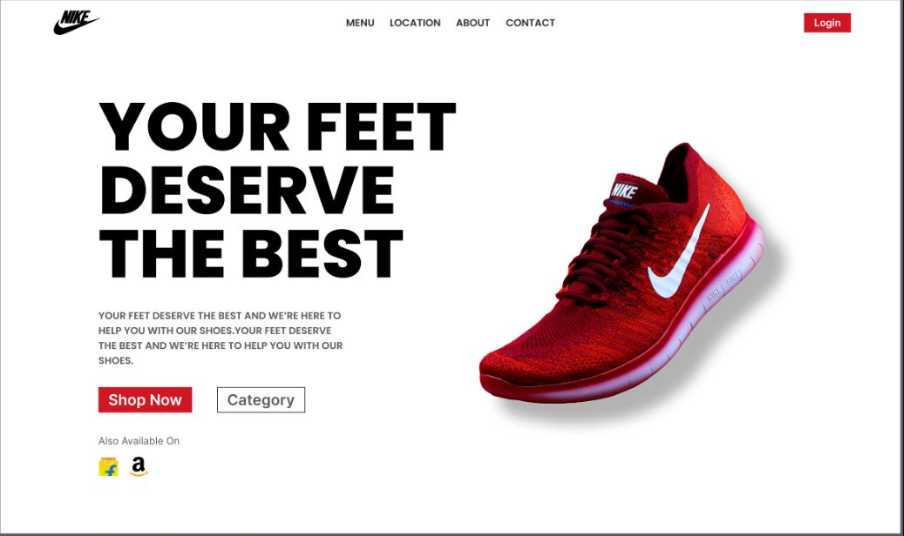 NIKE
MENU LOCATION ABOUT CONTACT
Login
YOUR FEET
DESERVE
THE BEST
NIKE
YOUR FEET DESERVE THE BEST AND WE'RE HERE TO
HELP YOU WITH OUR SHOES.YOUR FEET DESERVE
THE BEST AND WE'RE HERE TO HELP YOU WITH OUR
SHOES.
Shop Now
Category
Also Available On
f
a